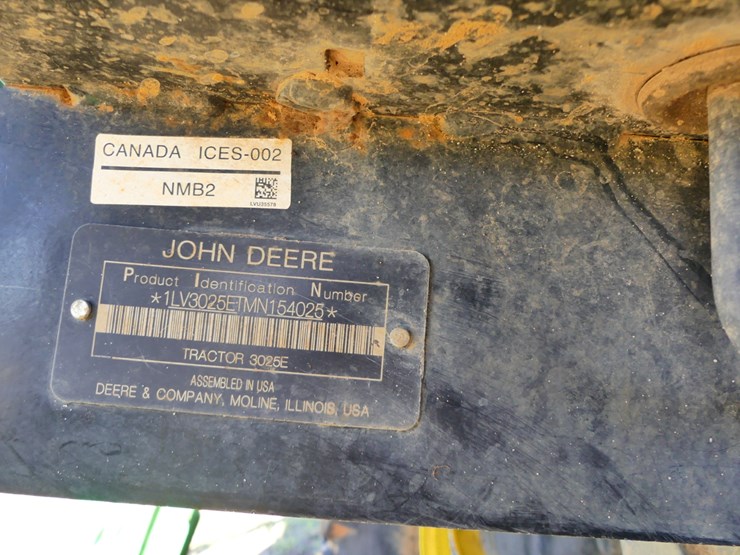 CANADA ICES-002
NMB2
LVU35379
JOHN DEERE
Product Identification Number
*1LV3025ETMN154025*
TRACTOR 3025E
ASSEMBLED IN USA
DEERE & COMPANY, MOLINE, ILLINOIS, USA